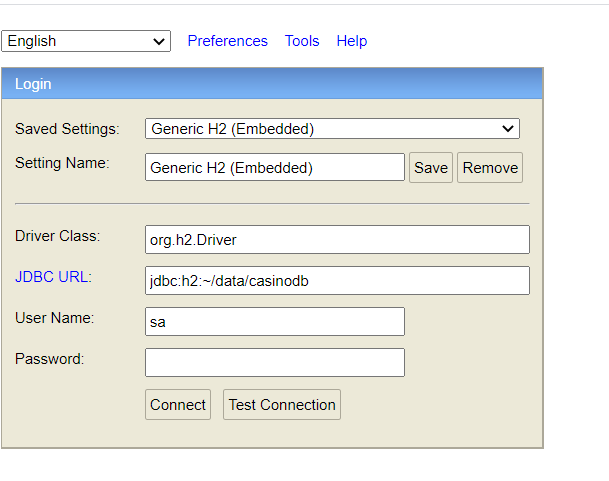 English Preferences Tools Help
Login
Saved Settings: Generic H2 (Embedded)
Setting Name: Generic H2 (Embedded) Save Remove
Driver Class: org.h2.Driver
JDBC URL: jdbc:h2:~/data/casinodb
User Name: sa
Password:
Connect Test Connection